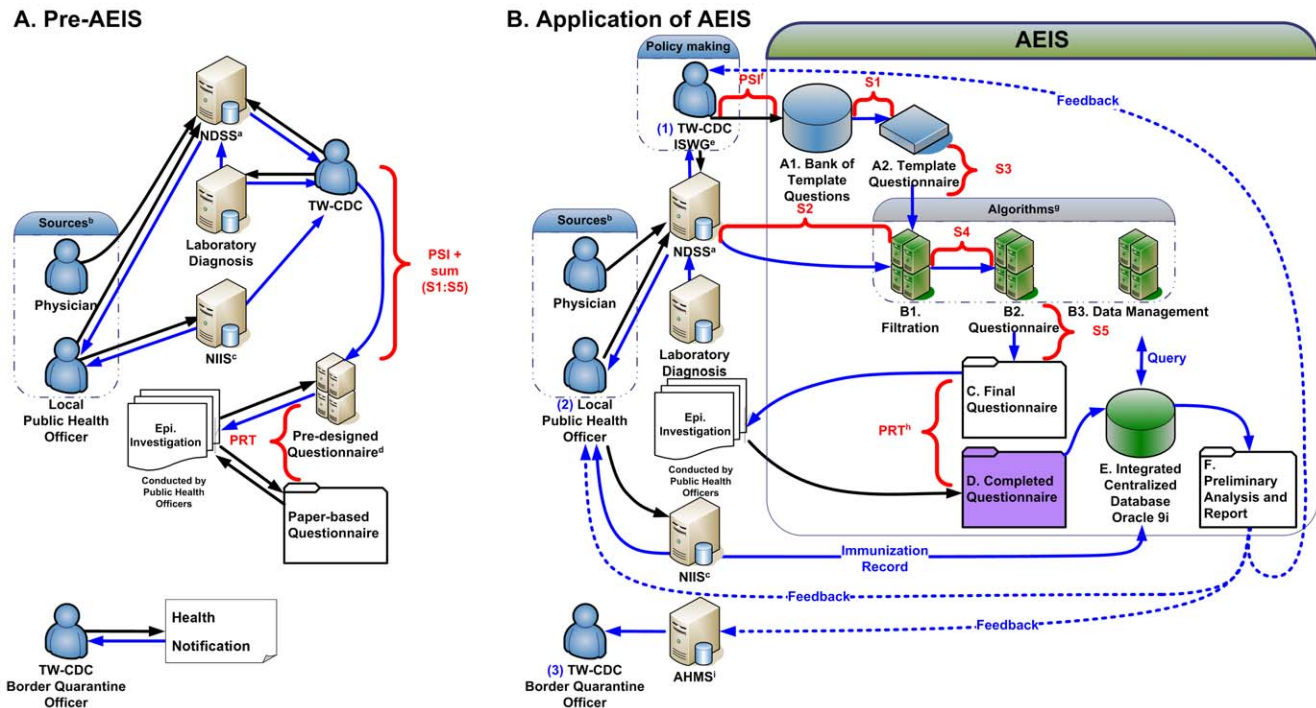 A. Pre-AEIS
NDSSa
TW-CDC
Laboratory
Diagnosis
Sourcesb
Physician
NIISc
Local
Public Health
Officer
PSI +
sum
(S1:S5)
Epi.
Investigation
Conducted by
Public Health
Officers
PRT
Pre-designed
Questionnaired
Paper-based
Questionnaire
Health
Notification
TW-CDC
Border Quarantine
Officer
B. Application of AEIS
AEIS
Policy making
(1) TW-CDC
ISWGe
PSIf
S1
Feedback
A1. Bank of
Template
Questions
A2. Template
Questionnaire
S3
S2
Sourcesb
Physician
NDSSa
Laboratory
Diagnosis
(2) Local
Public Health
Officer
Algorithmsg
S4
B1.
Filtration
B2.
Questionnaire
B3. Data Management
S5
Query
Epi.
Investigation
Conducted by
Public Health
Officers
C. Final
Questionnaire
PRTh
D. Completed
Questionnaire
E. Integrated
Centralized
Database
Oracle 9i
F.
Preliminary
Analysis and
Report
NIISc
Immunization
Record
Feedback
Feedback
(3) TW-CDC
Border Quarantine
Officer
AHMSi